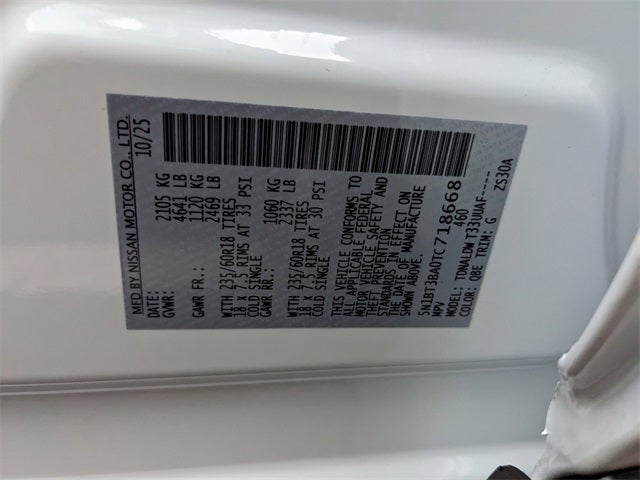 MFD BY NISSAN MOTOR CO., LTD.
DATE: 10/25
GVWR: 2105 KG
4641 LB
GAWR FR.: 1120 KG
2469 LB
WITH 235/60R18 TIRES
18 X 7.5 RIMS AT 33 PSI
COLD SINGLE
GAWR RR.: 1060 KG
2337 LB
WITH 235/60R18 TIRES
18 X 7.5 RIMS AT 30 PSI
COLD SINGLE
THIS VEHICLE CONFORMS TO
ALL APPLICABLE FEDERAL
MOTOR VEHICLE SAFETY AND
THEFT PREVENTION
STANDARDS IN EFFECT ON
THE DATE OF MANUFACTURE
SHOWN ABOVE.
5N1BT3BA0TC718668
MPV 460
MODEL: TDNALDW T33UUAF-----
COLOR: QBE TRIM: G ZS30A